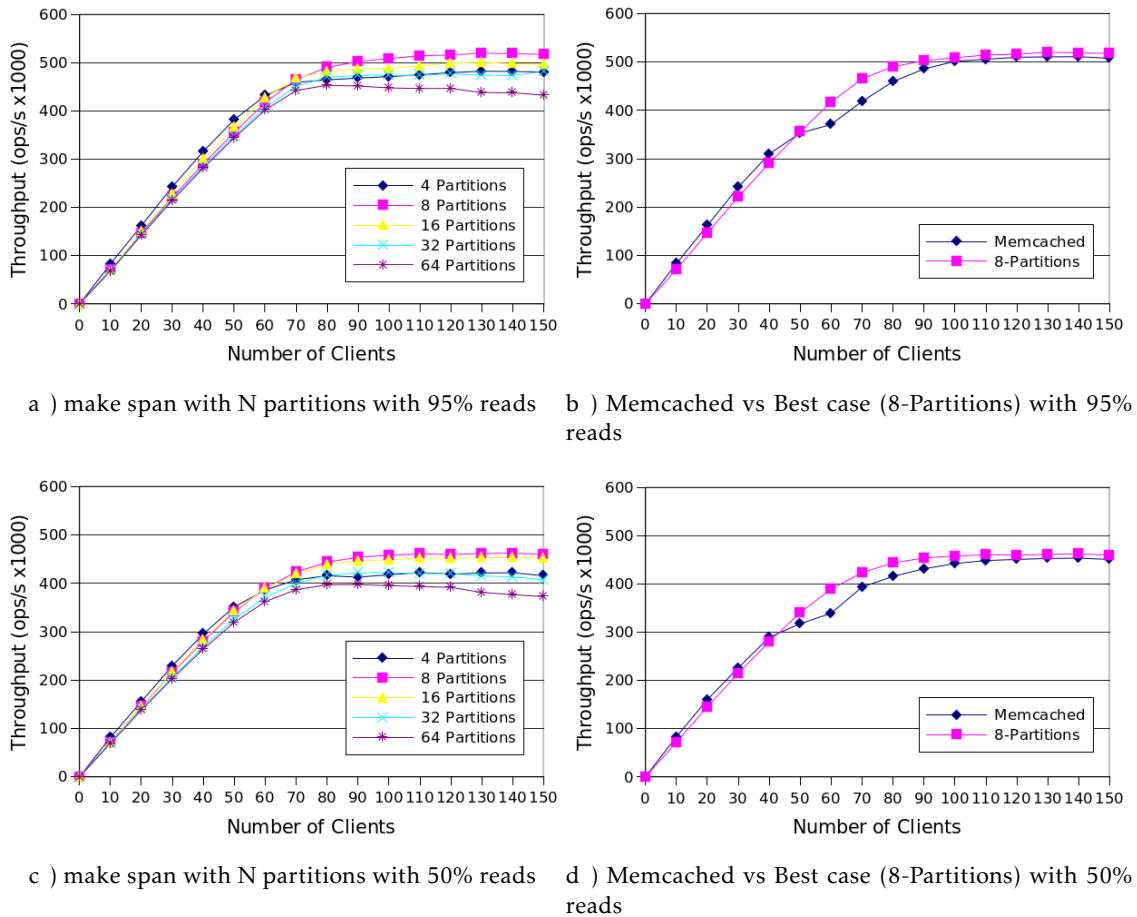 600
500
400
300
200
100
0
Throughput (ops/s x1000)
4 Partitions
8 Partitions
16 Partitions
32 Partitions
64 Partitions
0 10 20 30 40 50 60 70 80 90 100 110 120 130 140 150
Number of Clients
a ) make span with N partitions with 95% reads
600
500
400
300
200
100
0
Throughput (ops/s x1000)
Memcached
8-Partitions
0 10 20 30 40 50 60 70 80 90 100 110 120 130 140 150
Number of Clients
b ) Memcached vs Best case (8-Partitions) with 95%
reads
600
500
400
300
200
100
0
Throughput (ops/s x1000)
4 Partitions
8 Partitions
16 Partitions
32 Partitions
64 Partitions
0 10 20 30 40 50 60 70 80 90 100 110 120 130 140 150
Number of Clients
c ) make span with N partitions with 50% reads
600
500
400
300
200
100
0
Throughput (ops/s x1000)
Memcached
8-Partitions
0 10 20 30 40 50 60 70 80 90 100 110 120 130 140 150
Number of Clients
d ) Memcached vs Best case (8-Partitions) with 50%
reads